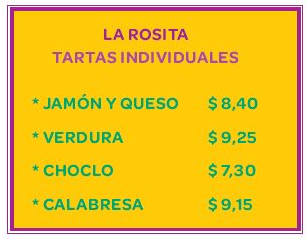 LA ROSITA
TARTAS INDIVIDUALES
* JAMÓN Y QUESO $ 8,40
* VERDURA $ 9,25
* CHOCLO $ 7,30
* CALABRESA $ 9,15